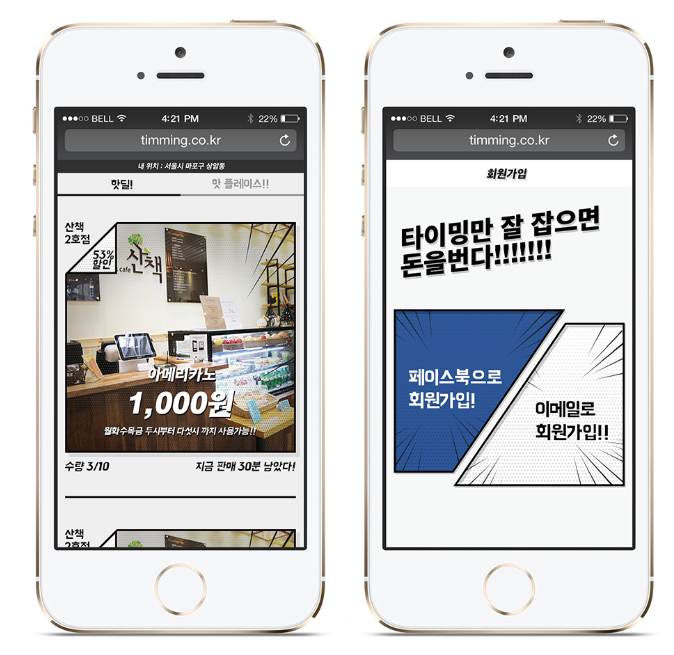 BELL 4:21 PM 22%
timming.co.kr
내 위치 : 서울시 마포구 상암동
핫딜! 핫 플레이스!!
산책
2호점
53%
할인
cafe 산책
아메리카노
1,000원
월화수목금 두시부터 다섯시 까지 사용가능!!
수량 3/10 지금 판매 30분 남았다!
산책
2호점
산책
BELL 4:21 PM 22%
timming.co.kr
회원가입
타이밍만 잘 잡으면
돈을번다!!!!!!!
페이스북으로
회원가입!
이메일로
회원가입!!